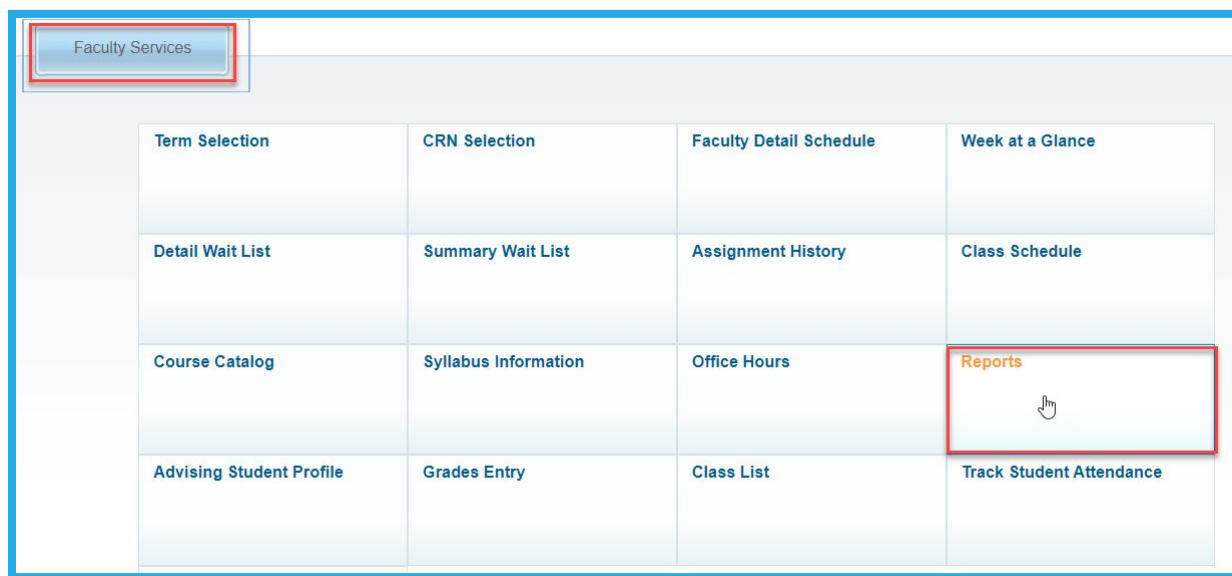 Faculty Services
Term Selection
CRN Selection
Faculty Detail Schedule
Week at a Glance
Detail Wait List
Summary Wait List
Assignment History
Class Schedule
Course Catalog
Syllabus Information
Office Hours
Reports
Advising Student Profile
Grades Entry
Class List
Track Student Attendance